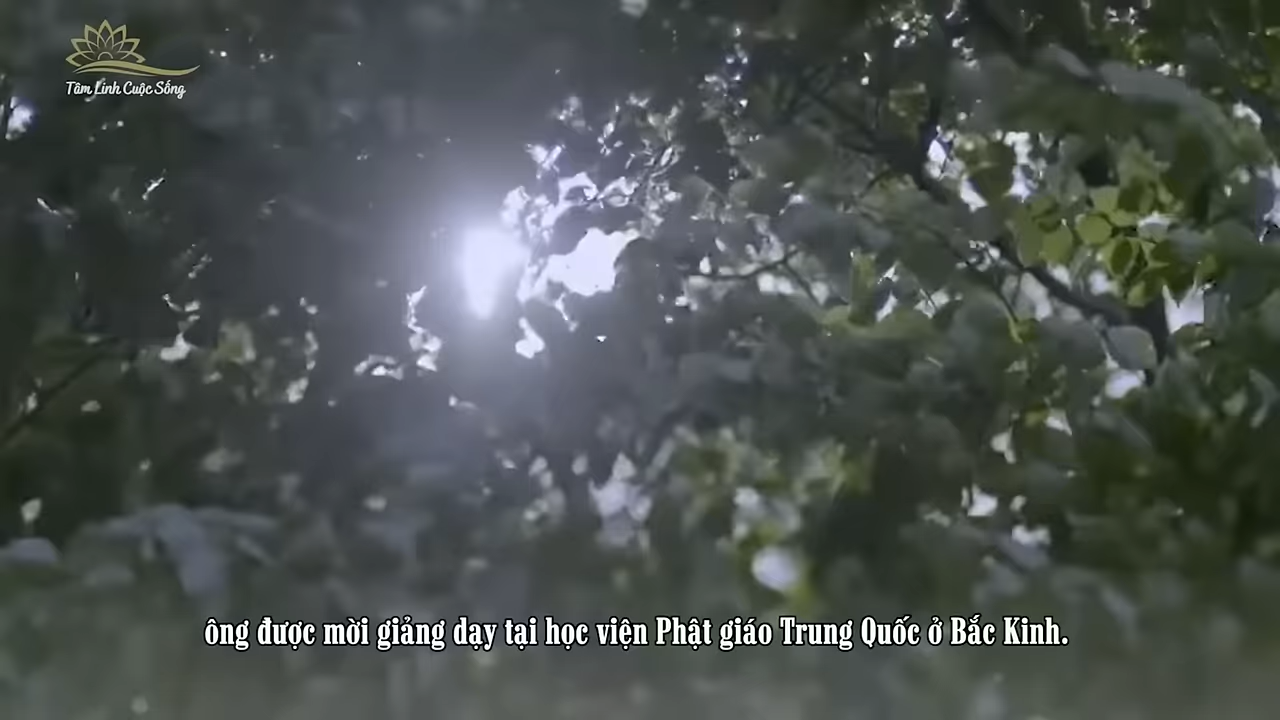 Tâm Linh Cuộc Sống
ông được mời giảng dạy tại học viện Phật giáo Trung Quốc ở Bắc Kinh.